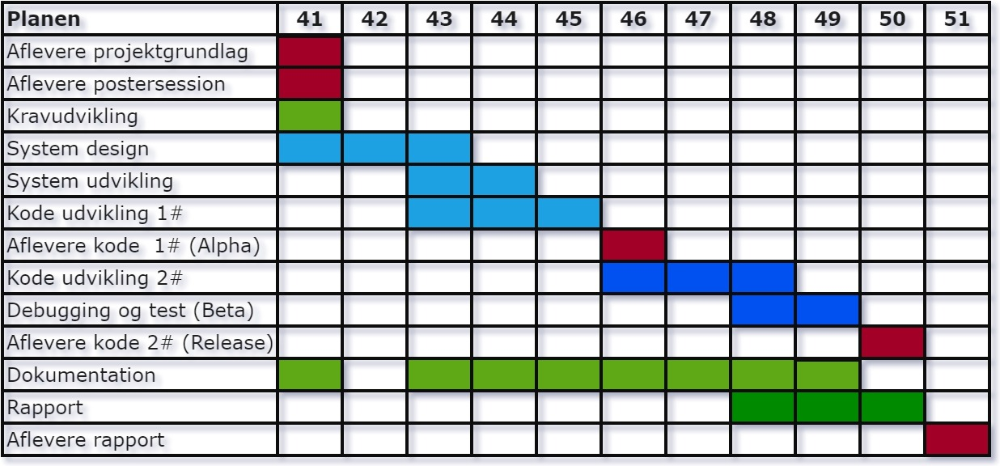 Planen 41 42 43 44 45 46 47 48 49 50 51
Aflevere projektgrundlag
Aflevere postersession
Kravudvikling
System design
System udvikling
Kode udvikling 1#
Aflevere kode  1# (Alpha)
Kode udvikling 2#
Debugging og test (Beta)
Aflevere kode 2# (Release)
Dokumentation
Rapport
Aflevere rapport